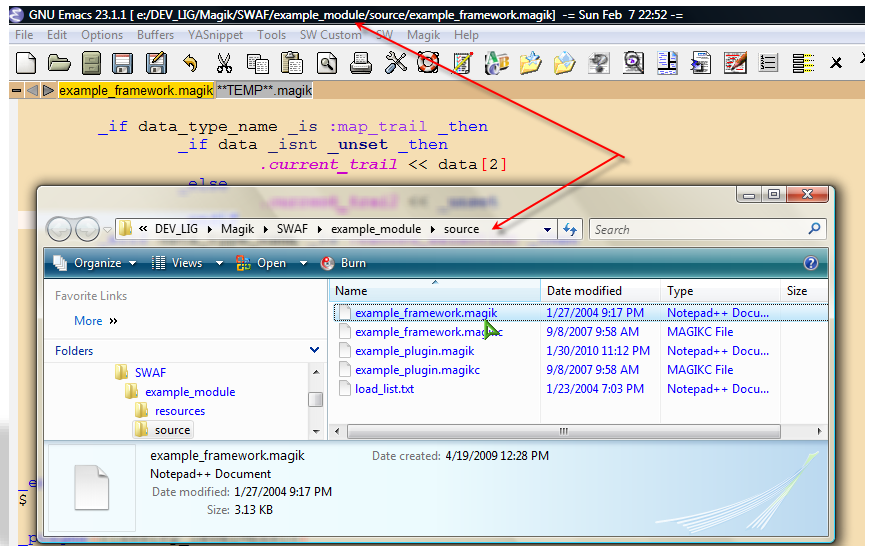 GNU Emacs 23.1.1 [ e:/DEV_LIG/Magik/SWAF/example_module/source/example_framework.magik] -= Sun Feb 7 22:52 -=
File Edit Options Buffers YASnippet Tools SW Custom SW Magik Help
example_framework.magik **TEMP**.magik
_if data_type_name _is :map_trail _then
_if data _isnt _unset _then
.current_trail << data[2]
_else
.current_trail << _unset
« DEV_LIG Magik SWAF example_module source Search
Organize Views Open Burn
Favorite Links
More »
Folders
SWAF
example_module
resources
source
Name Date modified Type Size
example_framework.magik 1/27/2004 9:17 PM Notepad++ Docu...
example_framework.magikc 9/8/2007 9:58 AM MAGIKC File
example_plugin.magik 1/30/2010 11:12 PM Notepad++ Docu...
example_plugin.magikc 9/8/2007 9:58 AM MAGIKC File
load_list.txt 1/23/2004 7:03 PM Notepad++ Docu...
example_framework.magik Date created: 4/19/2009 12:28 PM
Notepad++ Document
Date modified: 1/27/2004 9:17 PM
Size: 3.13 KB
$